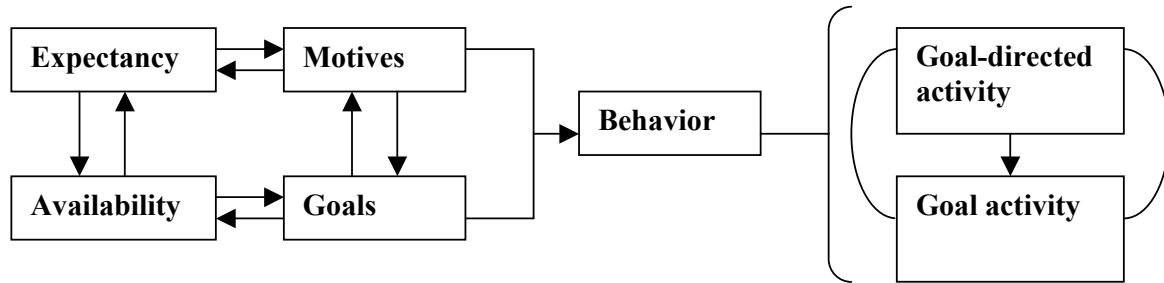 Expectancy
Motives
Goal-directed
activity
Behavior
Availability
Goals
Goal activity